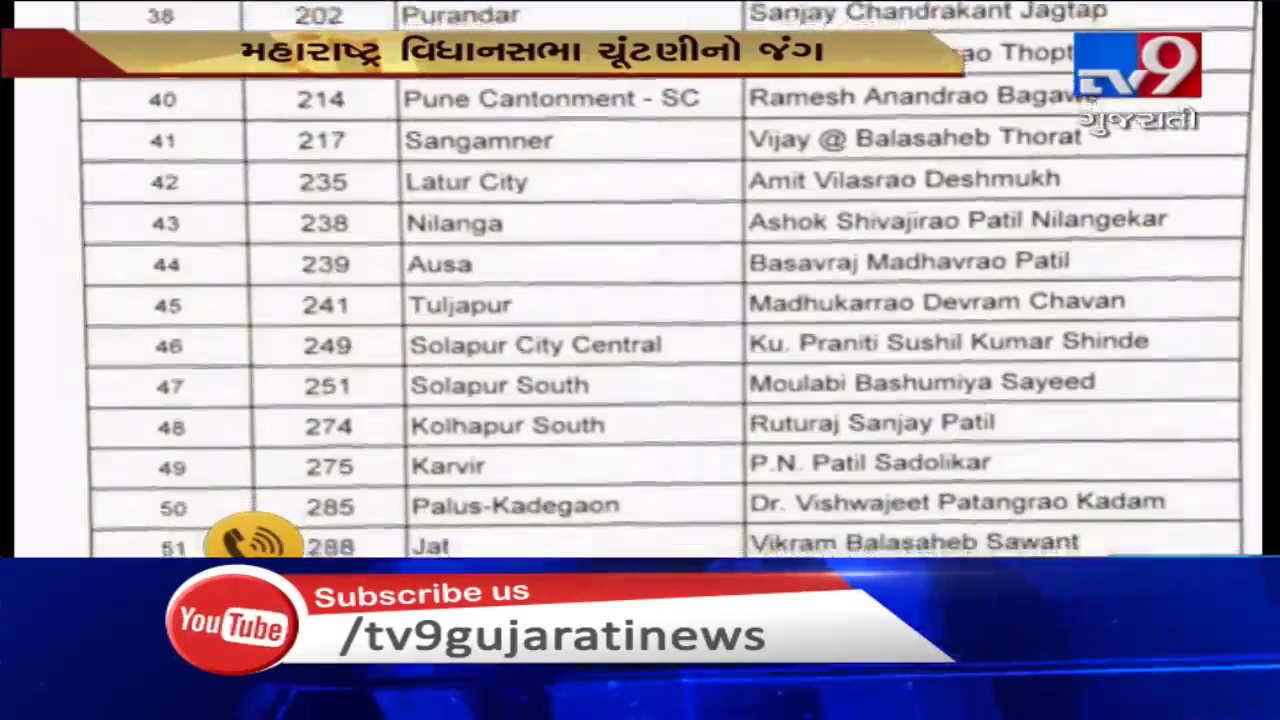 38 202 Purandar Sanjay Chandrakant Jagtap
મહારાષ્ટ્ર વિધાનસભા ચૂંટણીનો જંગ
TV9
ગુજરાતી
40 214 Pune Cantonment - SC Ramesh Anandrao
41 217 Sangamner Vijay @ Balasaheb Thorat
42 235 Latur City Amit Vilasrao Deshmukh
43 238 Nilanga Ashok Shivajirao Patil Nilangekar
44 239 Ausa Basavraj Madhavrao Patil
45 241 Tuljapur Madhukarrao Devram Chavan
46 249 Solapur City Central Ku. Praniti Sushil Kumar Shinde
47 251 Solapur South Moulabi Bashumiya Sayeed
48 274 Kolhapur South Ruturaj Sanjay Patil
49 275 Karvir P.N. Patil Sadolikar
50 285 Palus-Kadegaon Dr. Vishwajeet Patangrao Kadam
51 288 Jat Vikram Balasaheb Sawant
Subscribe us
YouTube /tv9gujaratinews